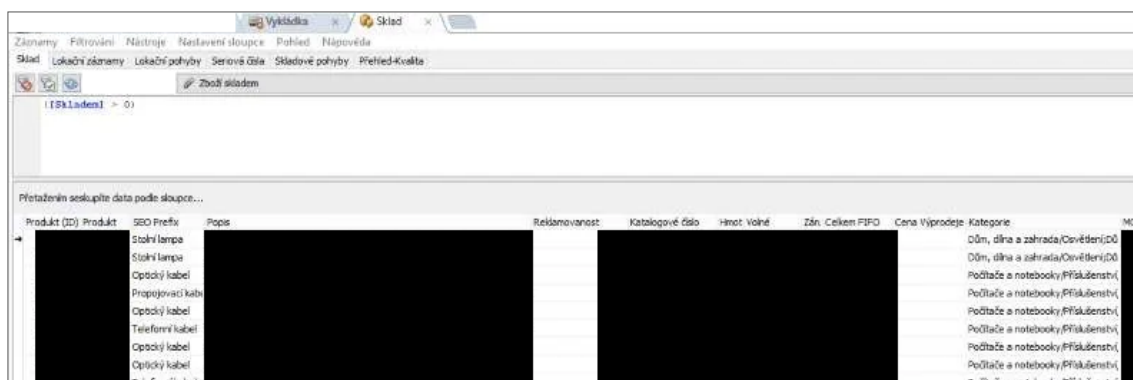 Vykládka × Sklad ×
Záznamy Filtrování Nástroje Nastavení sloupce Pohled Nápověda
Sklad Lokační záznamy Lokační pohyby Seriová čísla Skladové pohyby Přehled-Kvalita
Zboží skladem
([Skladem] > 0)
Přetažením seskupíte data podle sloupce...
Produkt (ID) Produkt SEO Prefix Popis Reklamovanost Katalogové číslo Hmot Volné Zán. Celkem FIFO Cena Výprodeje Kategorie
Stolní lampa Dům, dílna a zahrada/Osvětlení;Dů
Stolní lampa Dům, dílna a zahrada/Osvětlení;Dů
Optický kabel Počítače a notebooky/Příslušenství,
Propojovací kabe Počítače a notebooky/Příslušenství,
Optický kabel Počítače a notebooky/Příslušenství,
Telefonní kabel Počítače a notebooky/Příslušenství,
Optický kabel Počítače a notebooky/Příslušenství,
Optický kabel Počítače a notebooky/Příslušenství,